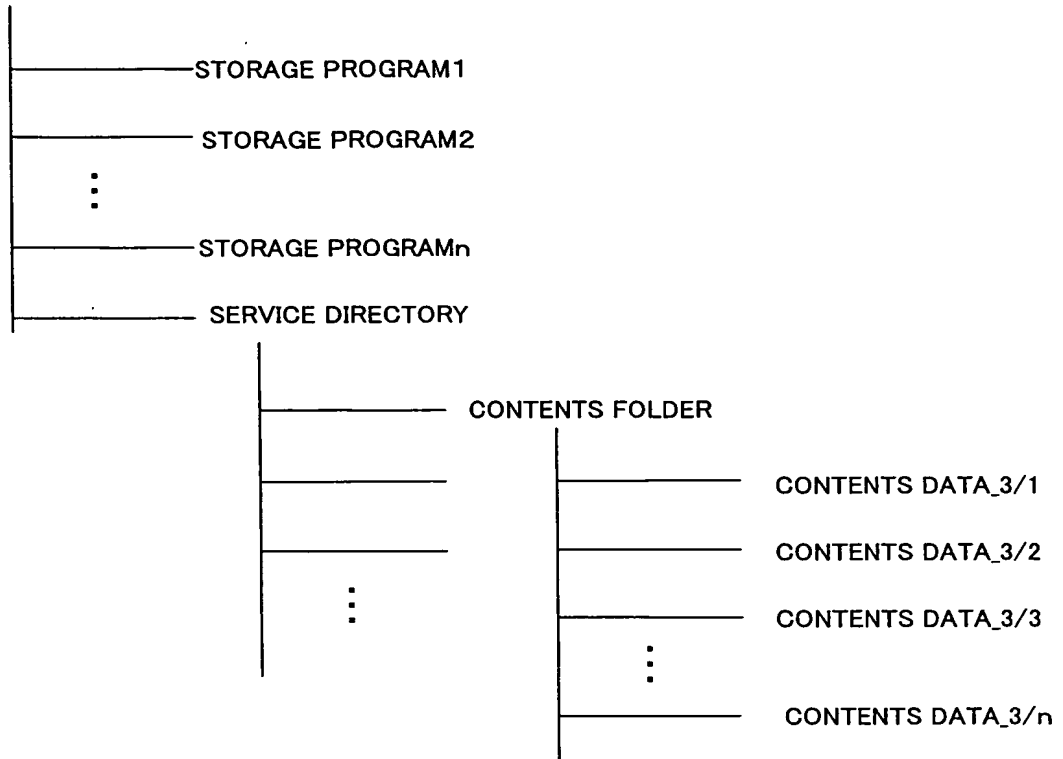 STORAGE PROGRAM1
STORAGE PROGRAM2
STORAGE PROGRAMn
SERVICE DIRECTORY
CONTENTS FOLDER
CONTENTS DATA_3/1
CONTENTS DATA_3/2
CONTENTS DATA_3/3
CONTENTS DATA_3/n